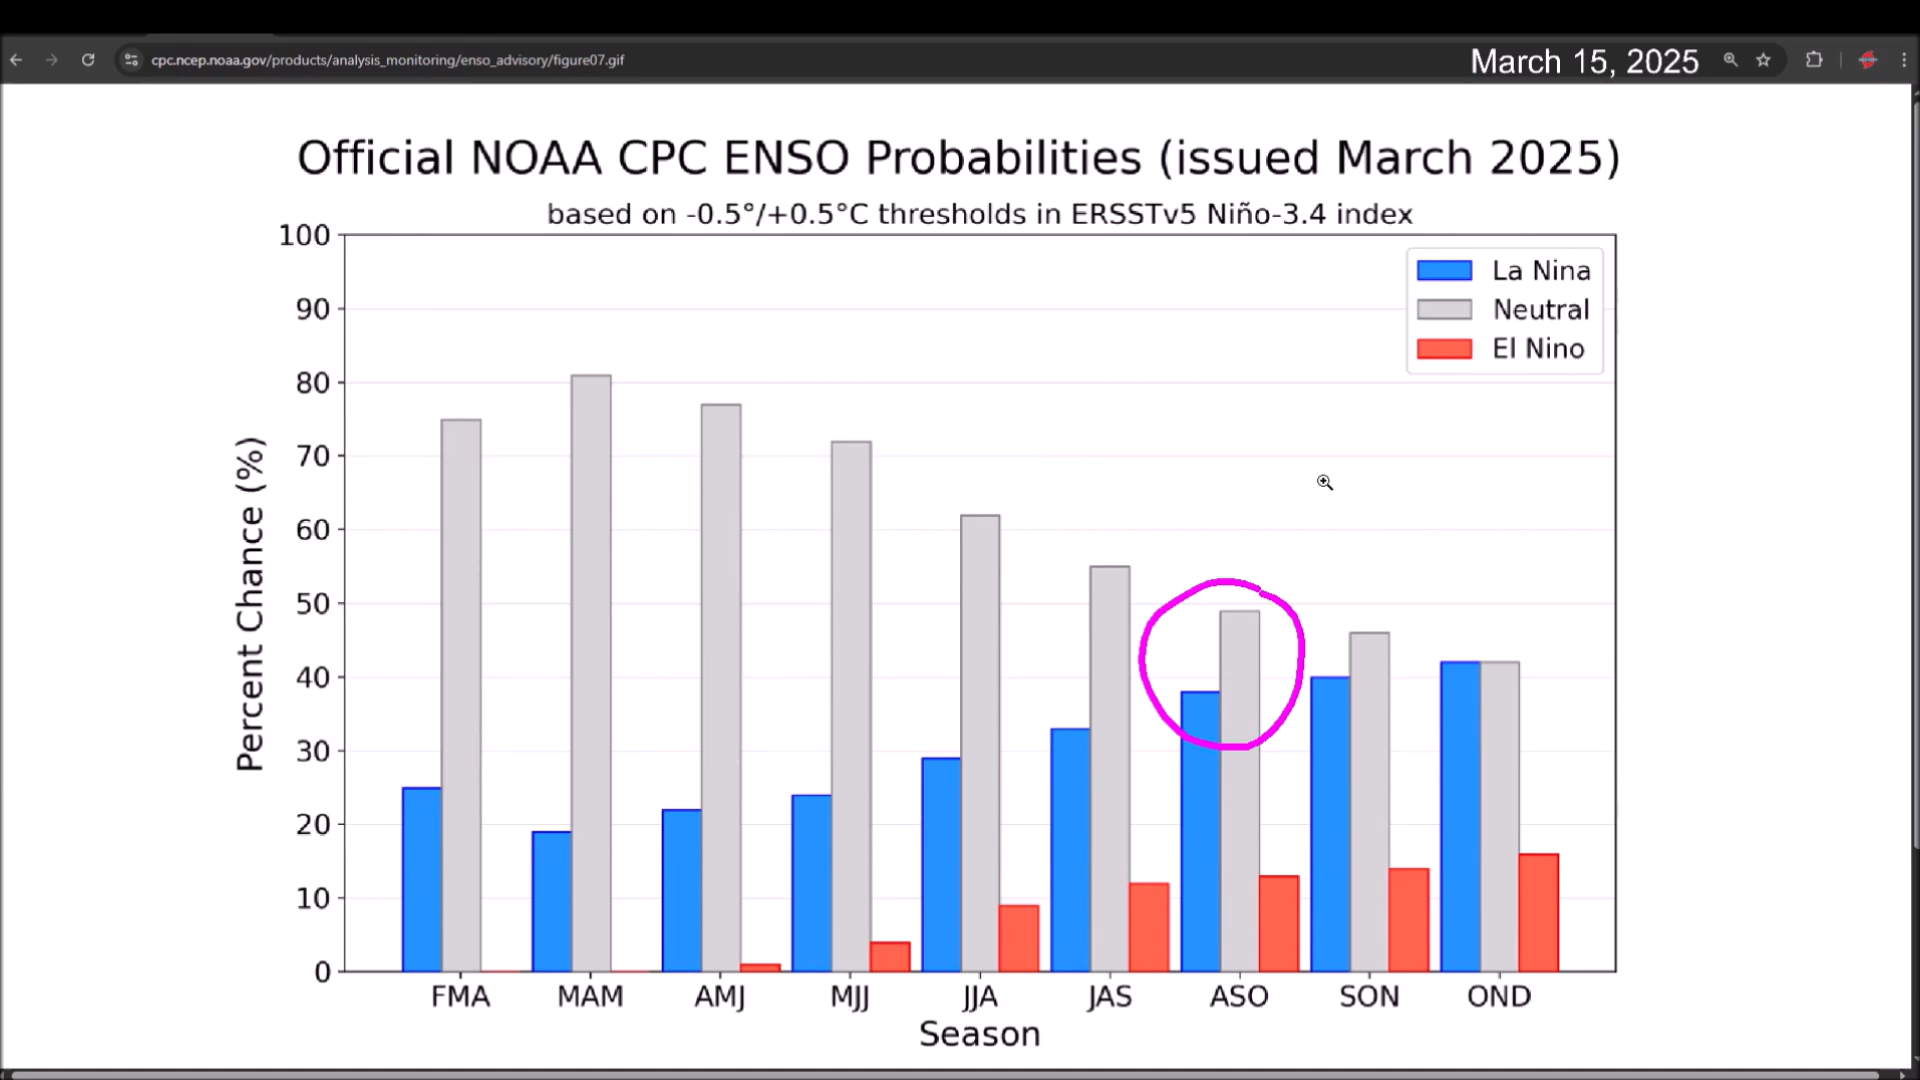 cpc.ncep.noaa.gov/products/analysis_monitoring/enso_advisory/figure07.gif
March 15, 2025
Official NOAA CPC ENSO Probabilities (issued March 2025)
based on -0.5°/+0.5°C thresholds in ERSSTv5 Niño-3.4 index
La Nina
Neutral
El Nino
Percent Chance (%)
100
90
80
70
60
50
40
30
20
10
0
FMA MAM AMJ MJJ JJA JAS ASO SON OND
Season